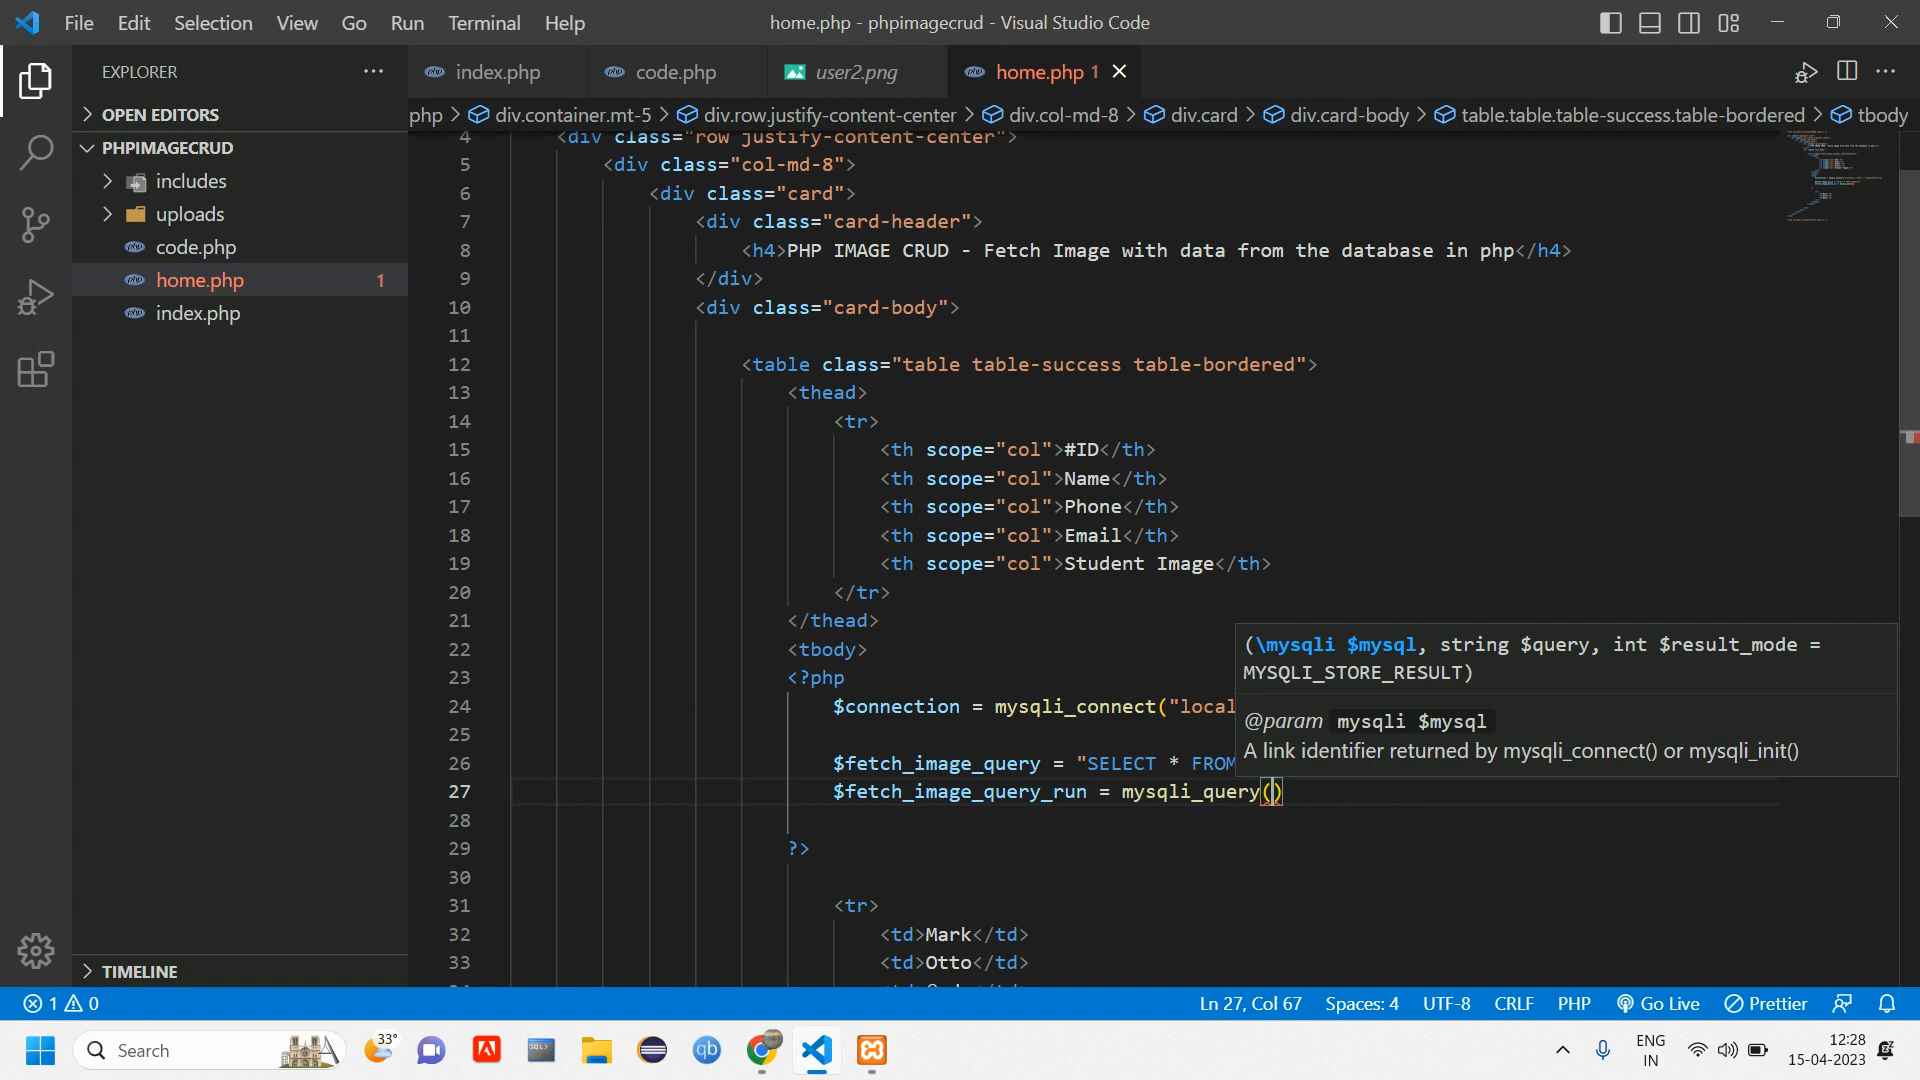 File Edit Selection View Go Run Terminal Help
home.php - phpimagecrud - Visual Studio Code
EXPLORER
OPEN EDITORS
PHPIMAGECRUD
includes
uploads
code.php
home.php 1
index.php
TIMELINE
index.php code.php user2.png home.php 1
php > div.container.mt-5 > div.row.justify-content-center > div.col-md-8 > div.card > div.card-body > table.table.table-success.table-bordered > tbody
4 <div class="row justify-content-center">
5 <div class="col-md-8">
6 <div class="card">
7 <div class="card-header">
8 <h4>PHP IMAGE CRUD - Fetch Image with data from the database in php</h4>
9 </div>
10 <div class="card-body">
11
12 <table class="table table-success table-bordered">
13 <thead>
14 <tr>
15 <th scope="col">#ID</th>
16 <th scope="col">Name</th>
17 <th scope="col">Phone</th>
18 <th scope="col">Email</th>
19 <th scope="col">Student Image</th>
20 </tr>
21 </thead>
22 <tbody>
23 <?php
24 $connection = mysqli_connect("local
25
26 $fetch_image_query = "SELECT * FROM
27 $fetch_image_query_run = mysqli_query()
28
29 ?>
30
31 <tr>
32 <td>Mark</td>
33 <td>Otto</td>
(\mysqli $mysql, string $query, int $result_mode =
MYSQLI_STORE_RESULT)
@param mysqli $mysql
A link identifier returned by mysqli_connect() or mysqli_init()
1 0
Ln 27, Col 67 Spaces: 4 UTF-8 CRLF PHP Go Live Prettier
Search
33°
SQL>
qb
ENG
IN
12:28
15-04-2023